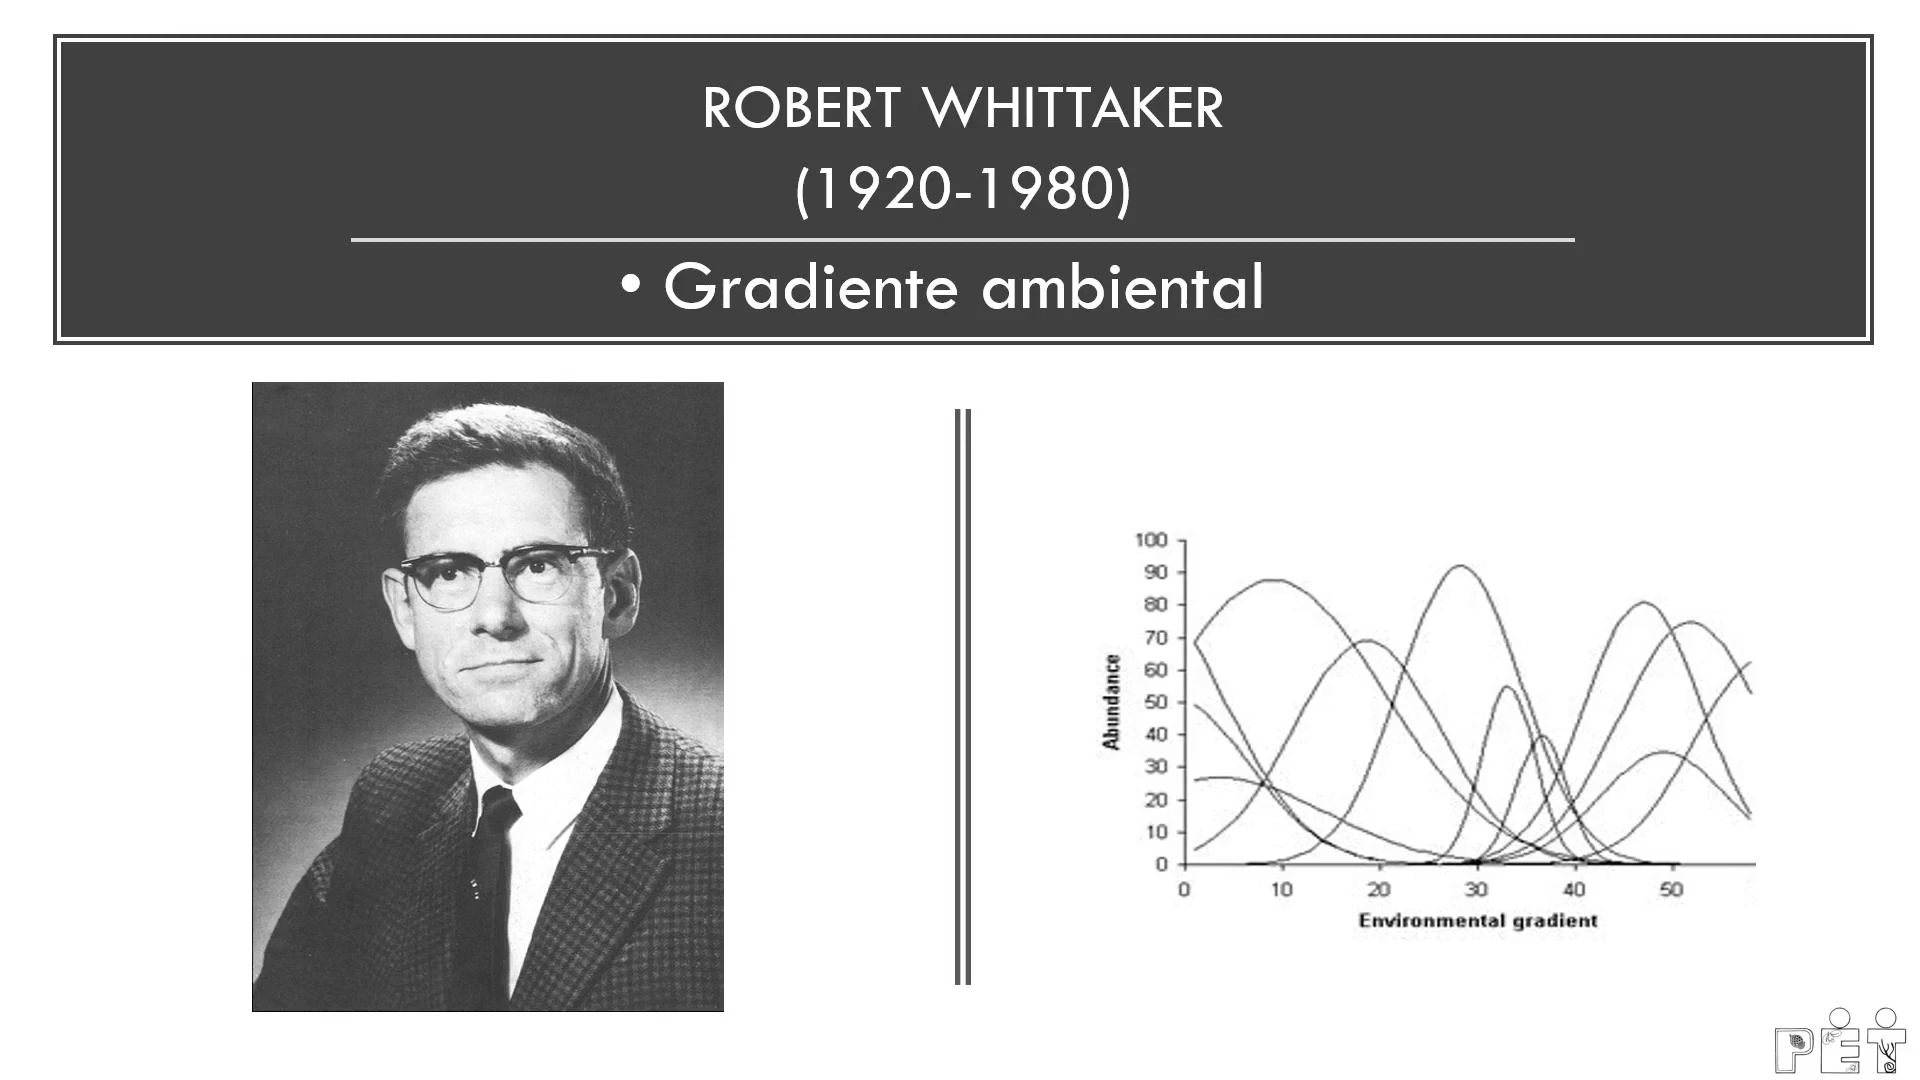 ROBERT WHITTAKER
(1920-1980)
• Gradiente ambiental
100
90
80
70
60
50
40
30
20
10
0
Abundance
0 10 20 30 40 50
Environmental gradient
PET